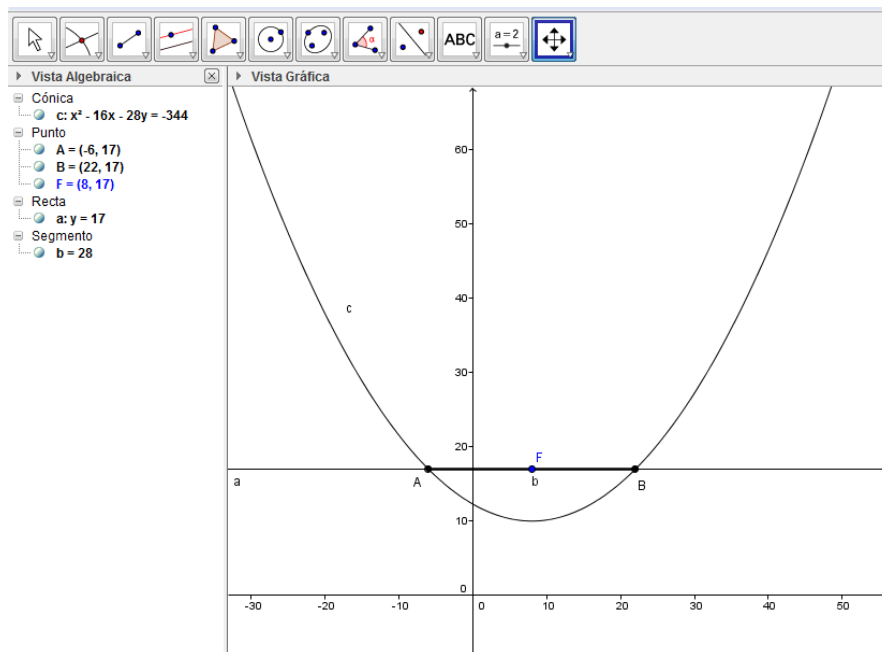 ABC
a = 2
α
Vista Algebraica
Cónica
c: x² - 16x - 28y = -344
Punto
A = (-6, 17)
B = (22, 17)
F = (8, 17)
Recta
a: y = 17
Segmento
b = 28
Vista Gráfica
60
50
40
c
30
20
F
a
A
b
B
10
0
-30
-20
-10
0
10
20
30
40
50